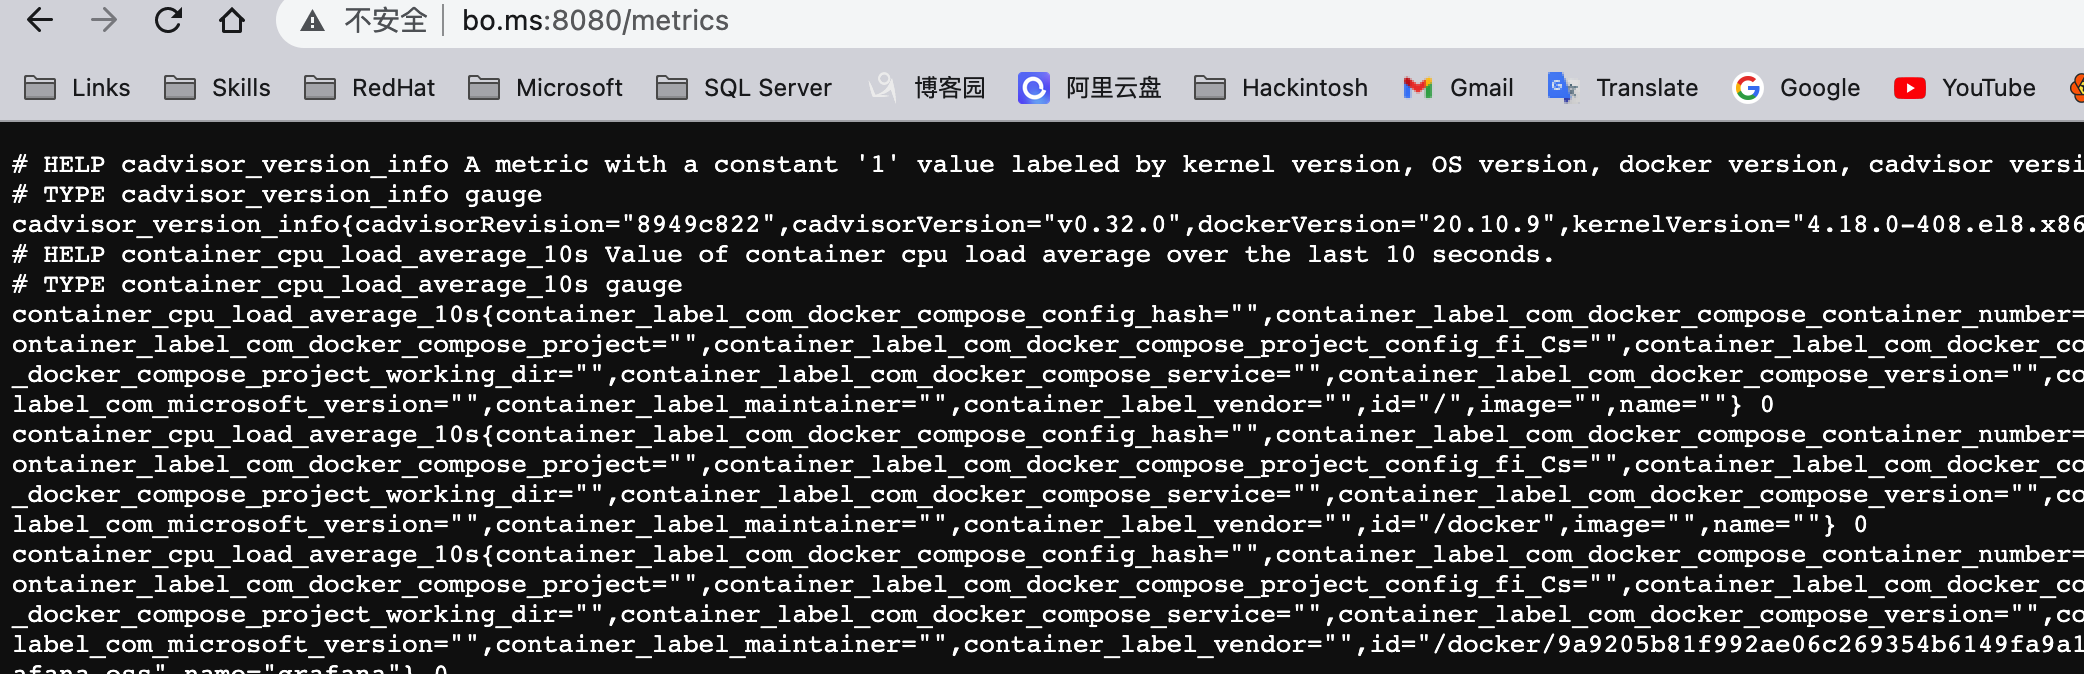 不安全 bo.ms:8080/metrics
Links Skills RedHat Microsoft SQL Server 博客园 阿里云盘 Hackintosh Gmail Translate Google YouTube
# HELP cadvisor_version_info A metric with a constant '1' value labeled by kernel version, OS version, docker version, cadvisor versi
# TYPE cadvisor_version_info gauge
cadvisor_version_info{cadvisorRevision="8949c822",cadvisorVersion="v0.32.0",dockerVersion="20.10.9",kernelVersion="4.18.0-408.el8.x86
# HELP container_cpu_load_average_10s Value of container cpu load average over the last 10 seconds.
# TYPE container_cpu_load_average_10s gauge
container_cpu_load_average_10s{container_label_com_docker_compose_config_hash="",container_label_com_docker_compose_container_number=
ontainer_label_com_docker_compose_project="",container_label_com_docker_compose_project_config_fi_Cs="",container_label_com_docker_co
_docker_compose_project_working_dir="",container_label_com_docker_compose_service="",container_label_com_docker_compose_version="",co
label_com_microsoft_version="",container_label_maintainer="",container_label_vendor="",id="/",image="",name=""} 0
container_cpu_load_average_10s{container_label_com_docker_compose_config_hash="",container_label_com_docker_compose_container_number=
ontainer_label_com_docker_compose_project="",container_label_com_docker_compose_project_config_fi_Cs="",container_label_com_docker_co
_docker_compose_project_working_dir="",container_label_com_docker_compose_service="",container_label_com_docker_compose_version="",co
label_com_microsoft_version="",container_label_maintainer="",container_label_vendor="",id="/docker",image="",name=""} 0
container_cpu_load_average_10s{container_label_com_docker_compose_config_hash="",container_label_com_docker_compose_container_number=
ontainer_label_com_docker_compose_project="",container_label_com_docker_compose_project_config_fi_Cs="",container_label_com_docker_co
_docker_compose_project_working_dir="",container_label_com_docker_compose_service="",container_label_com_docker_compose_version="",co
label_com_microsoft_version="",container_label_maintainer="",container_label_vendor="",id="/docker/9a9205b81f992ae06c269354b6149fa9a1
afana-oss",name="grafana"} 0